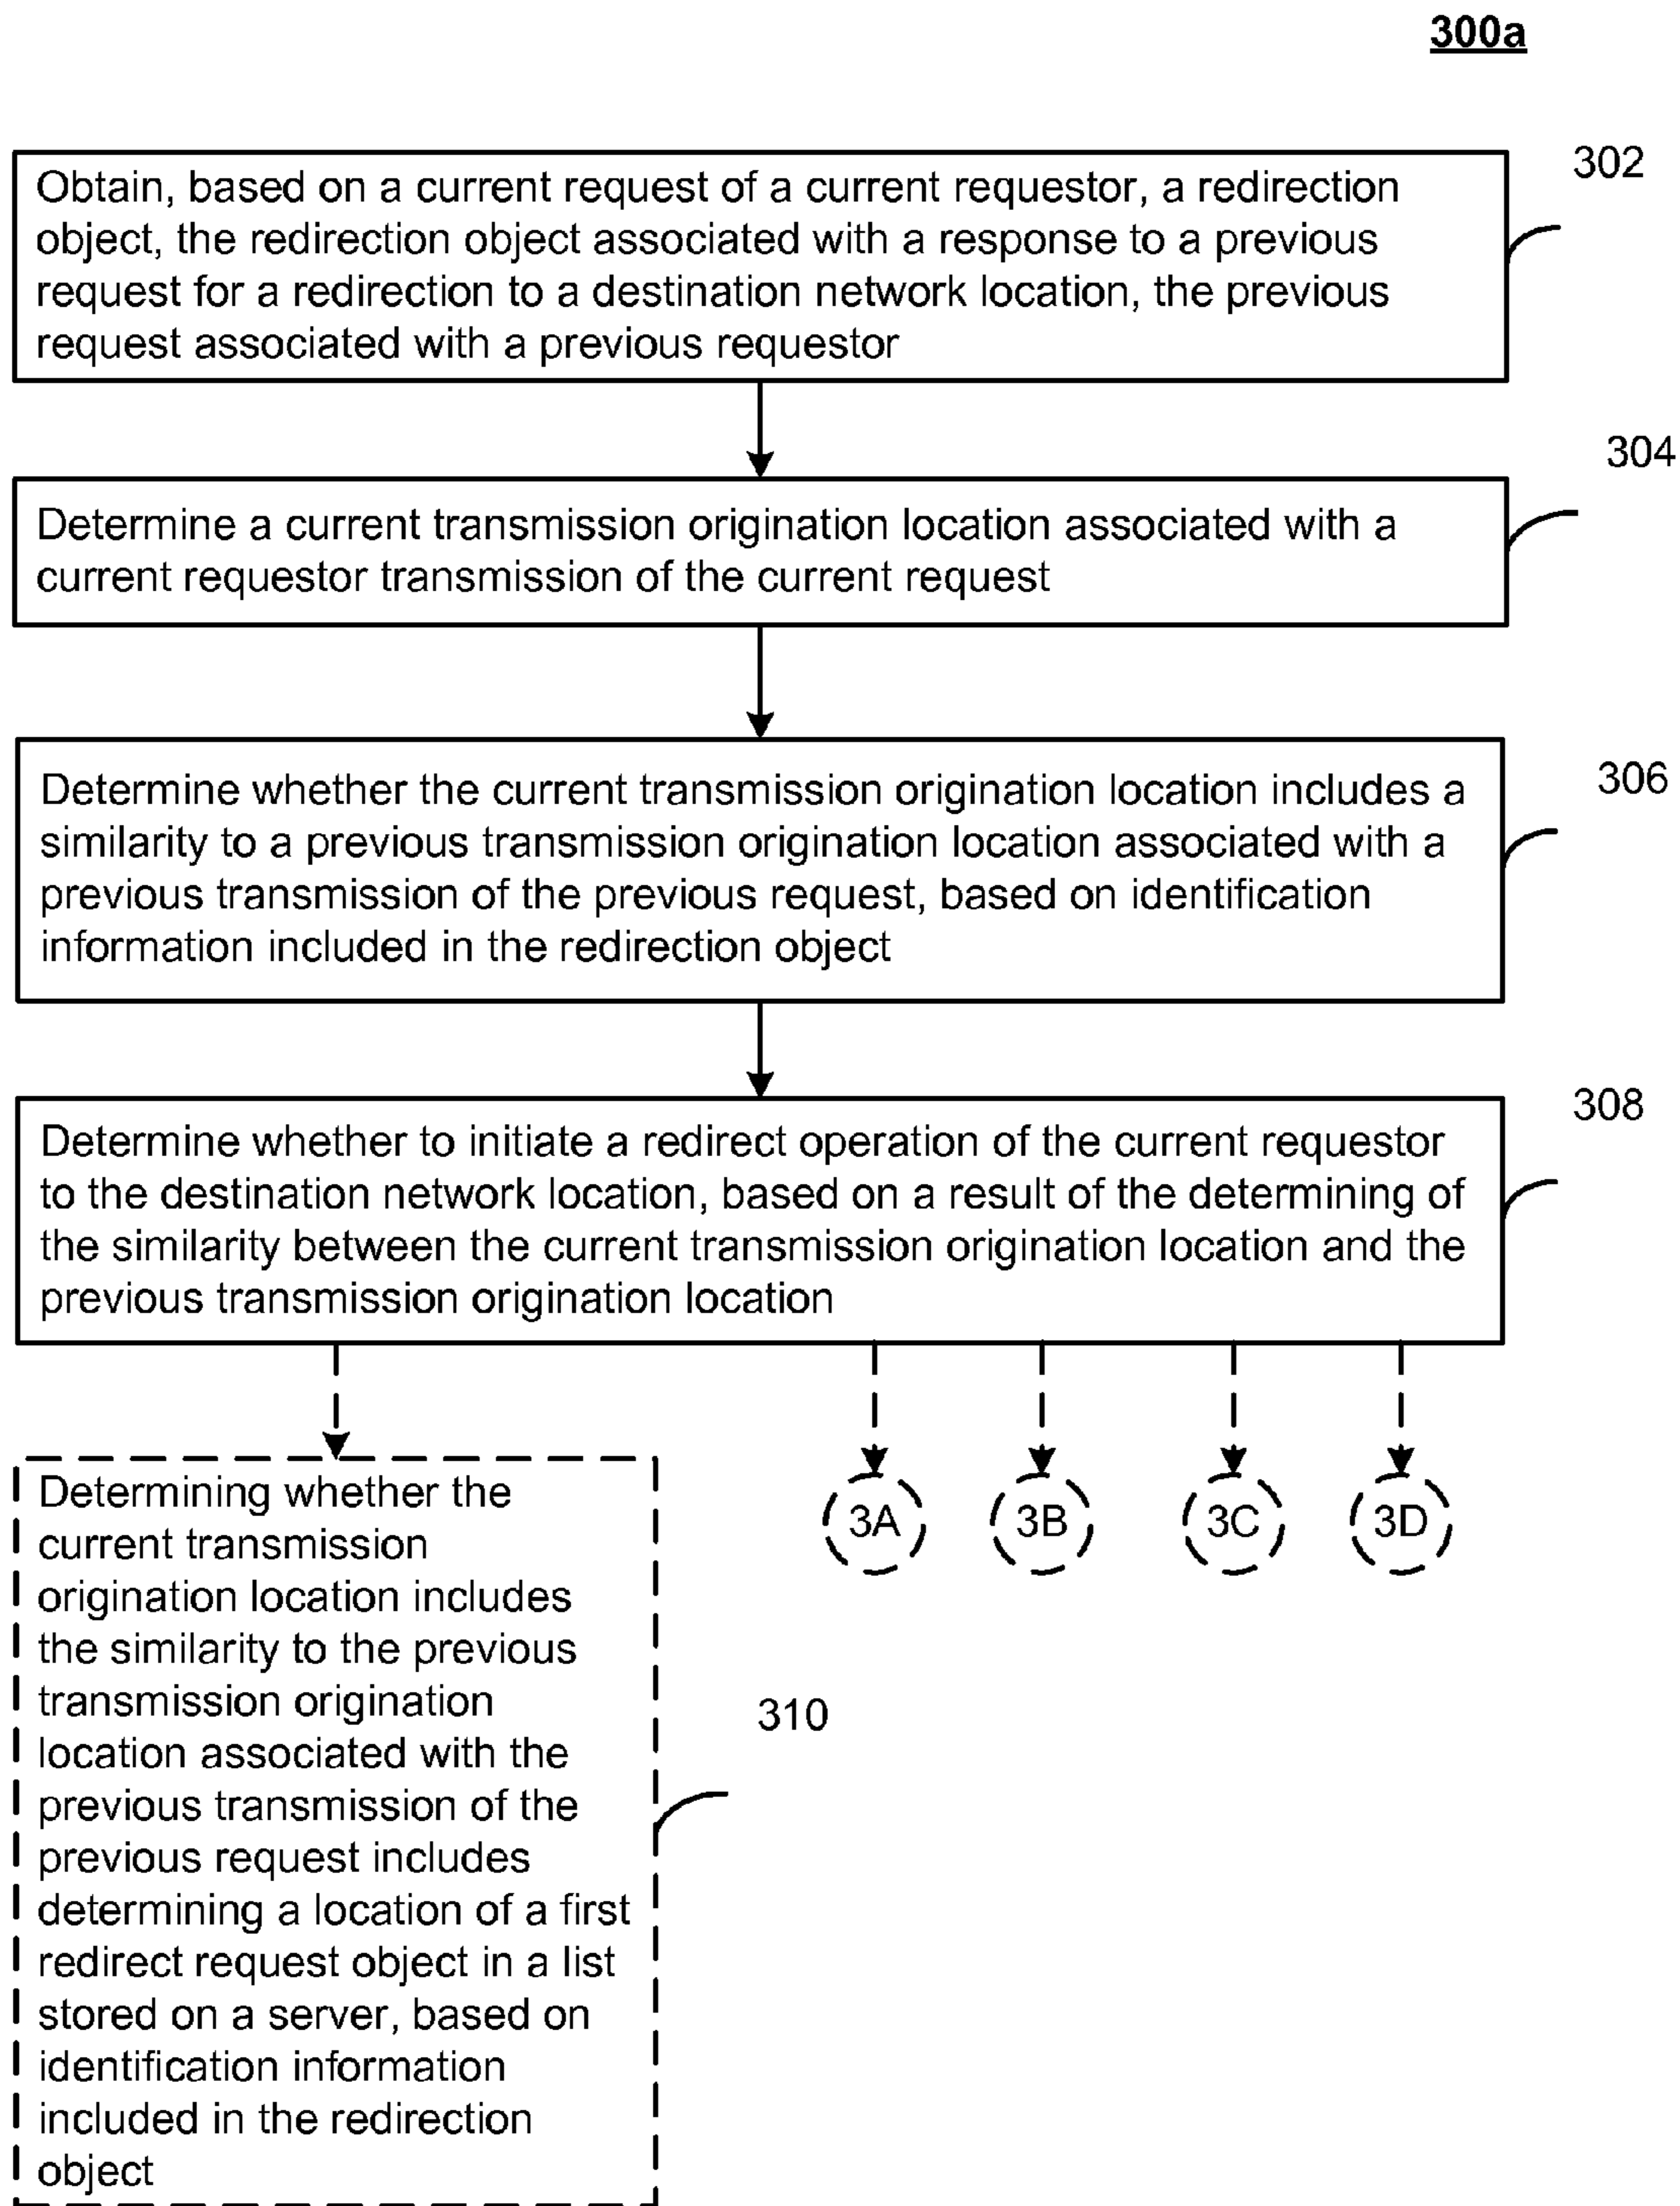 300a
302
Obtain, based on a current request of a current requestor, a redirection
object, the redirection object associated with a response to a previous
request for a redirection to a destination network location, the previous
request associated with a previous requestor
304
Determine a current transmission origination location associated with a
current requestor transmission of the current request
306
Determine whether the current transmission origination location includes a
similarity to a previous transmission origination location associated with a
previous transmission of the previous request, based on identification
information included in the redirection object
308
Determine whether to initiate a redirect operation of the current requestor
to the destination network location, based on a result of the determining of
the similarity between the current transmission origination location and the
previous transmission origination location
Determining whether the
current transmission
origination location includes
the similarity to the previous
transmission origination
location associated with the
previous transmission of the
previous request includes
determining a location of a first
redirect request object in a list
stored on a server, based on
identification information
included in the redirection
object
310
3A
3B
3C
3D